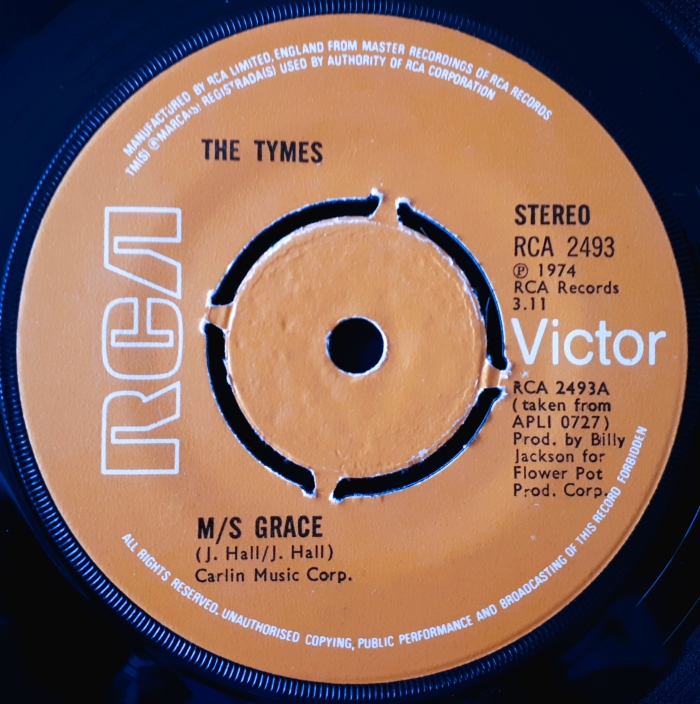 MANUFACTURED BY RCA LIMITED, ENGLAND FROM MASTER RECORDINGS OF RCA RECORDS
TM(S) ® MARCA(S) REGISTRADA(S) USED BY AUTHORITY OF RCA CORPORATION
THE TYMES
RCA
STEREO
RCA 2493
℗ 1974
RCA Records
3.11
Victor
RCA 2493A
(taken from
APLI 0727)
Prod. by Billy
Jackson for
Flower Pot
Prod. Corp.
M/S GRACE
(J. Hall/J. Hall)
Carlin Music Corp.
ALL RIGHTS RESERVED. UNAUTHORISED COPYING, PUBLIC PERFORMANCE AND BROADCASTING OF THIS RECORD FORBIDDEN